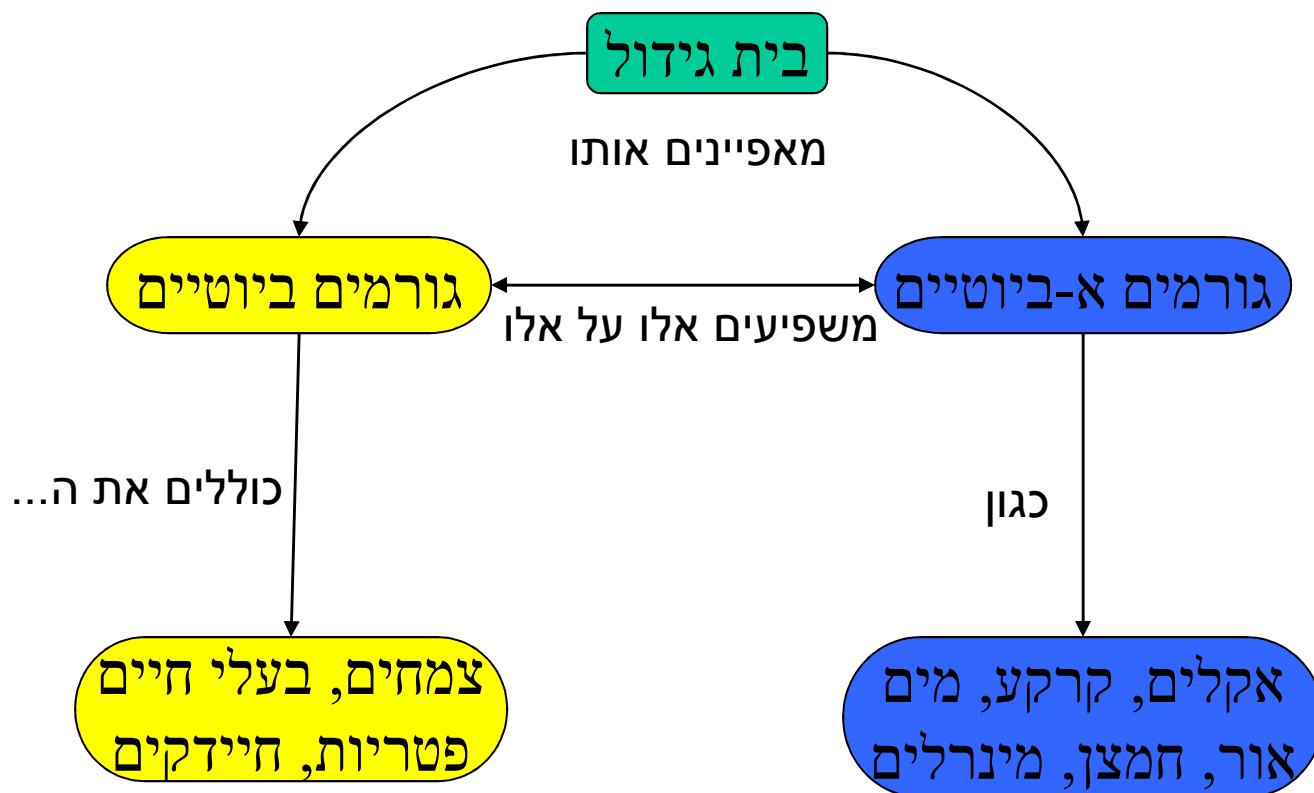 בית גידול
מאפיינים אותו
גורמים א-ביוטיים
משפיעים אלו על אלו
גורמים ביוטיים
כגון
כוללים את ה...
אקלים, קרקע, מים
אור, חמצן, מינרלים
צמחים, בעלי חיים
פטריות, חיידקים